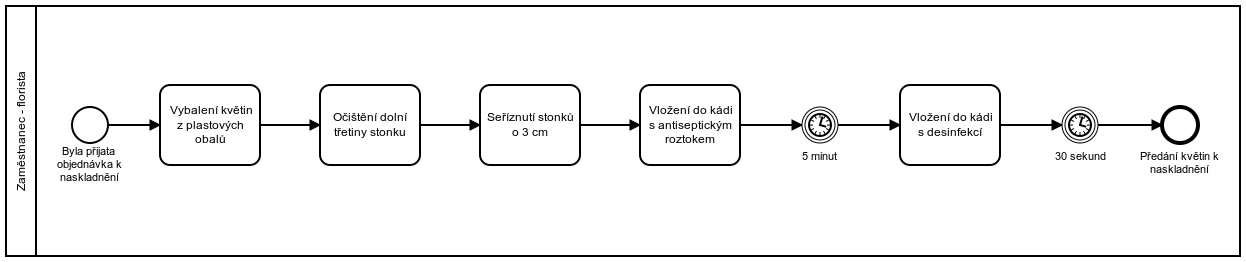 Zaměstnanec - florista
Byla přijata
objednávka k
naskladnění
Vybalení květin
z plastových
obalů
Očištění dolní
třetiny stonku
Seříznutí stonků
o 3 cm
Vložení do kádi
s antiseptickým
roztokem
5 minut
Vložení do kádi
s desinfekcí
30 sekund
Předání květin k
naskladnění